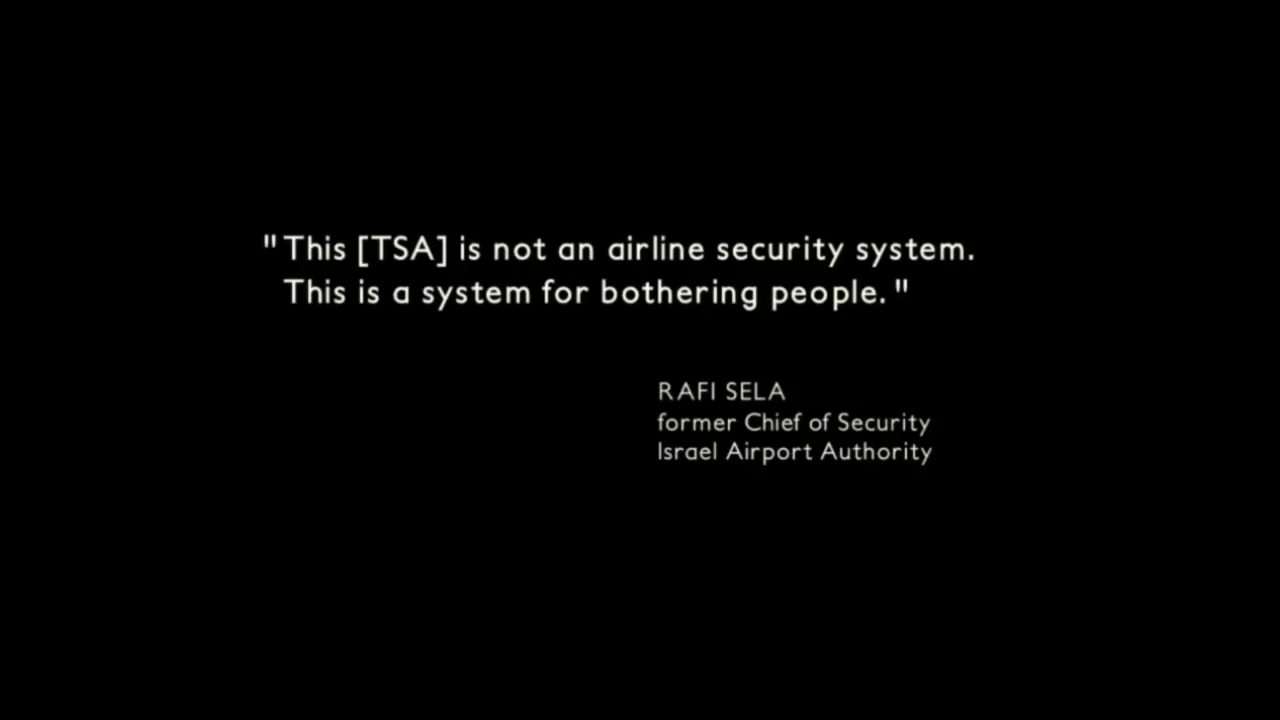 "This [TSA] is not an airline security system.
This is a system for bothering people."
RAFI SELA
former Chief of Security
Israel Airport Authority